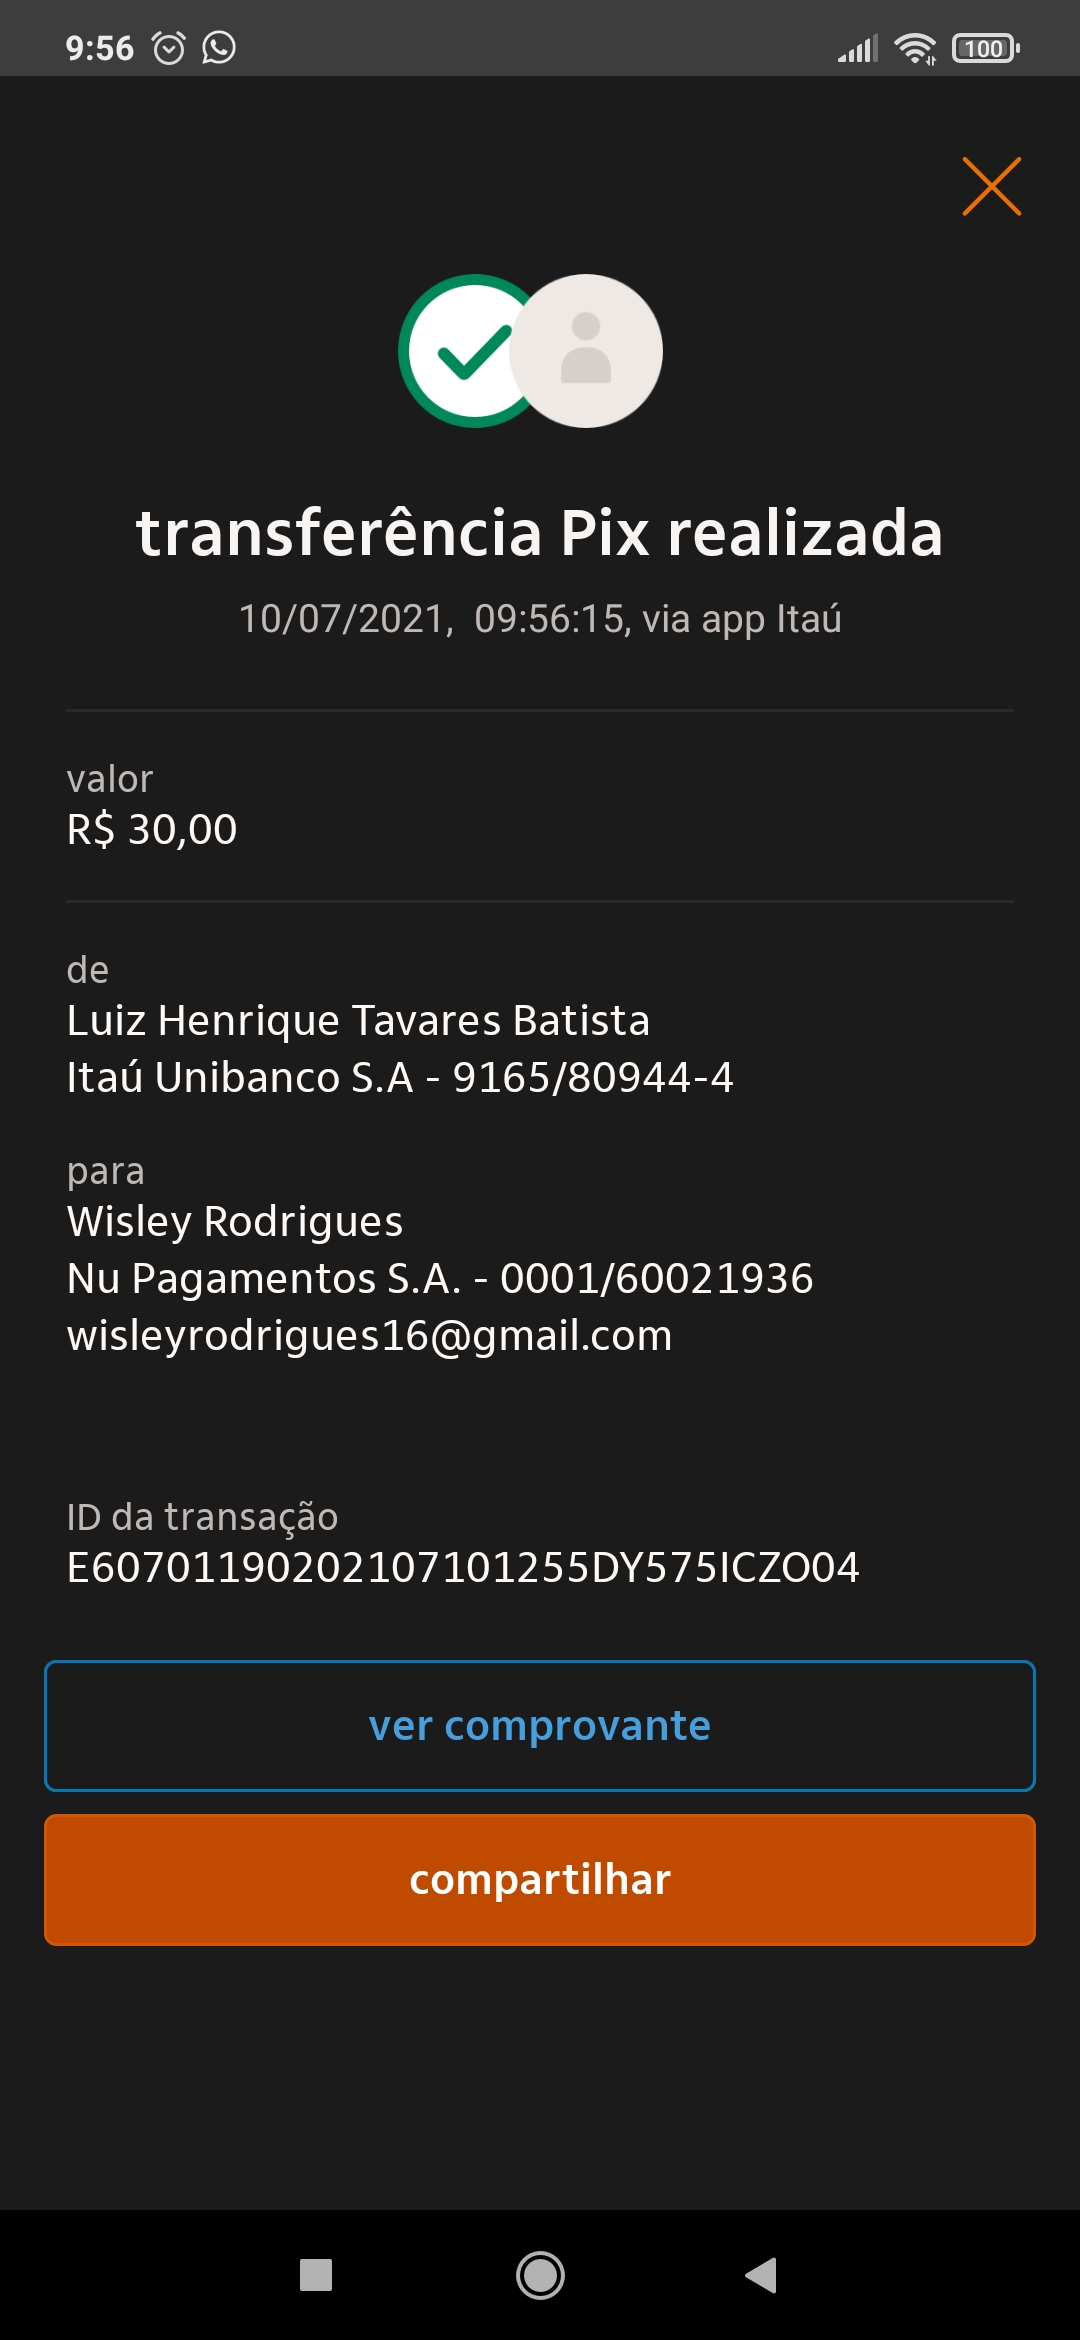 9:56
100
transferência Pix realizada
10/07/2021, 09:56:15, via app Itaú
valor
R$ 30,00
de
Luiz Henrique Tavares Batista
Itaú Unibanco S.A - 9165/80944-4
para
Wisley Rodrigues
Nu Pagamentos S.A. - 0001/60021936
wisleyrodrigues16@gmail.com
ID da transação
E60701190202107101255DY575ICZO04
ver comprovante
compartilhar